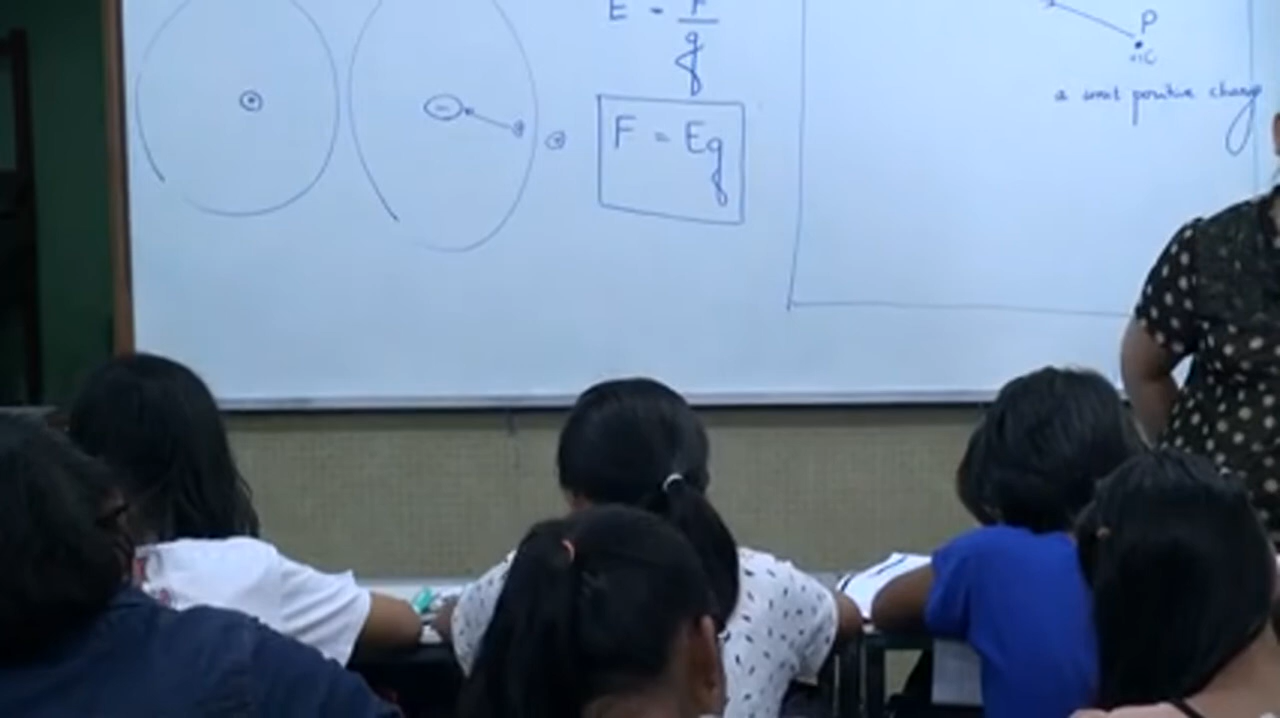 E = F/q
F = Eq
P
+1C
a unit positive charge